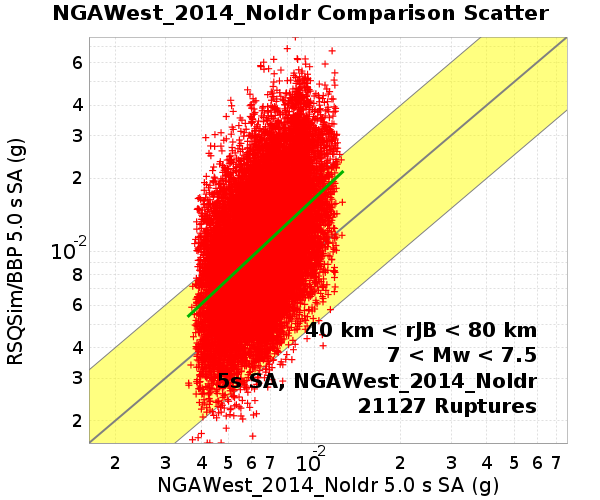 NGAWest_2014_NoIdr Comparison Scatter
RSQSim/BBP 5.0 s SA (g)
6
4
3
2
10-2
8
6
4
3
2
40 km < rJB < 80 km
7 < Mw < 7.5
5s SA, NGAWest_2014_NoIdr
21127 Ruptures
2 3 4 5 6 7 10-2 2 3 4 5 6 7
NGAWest_2014_NoIdr 5.0 s SA (g)